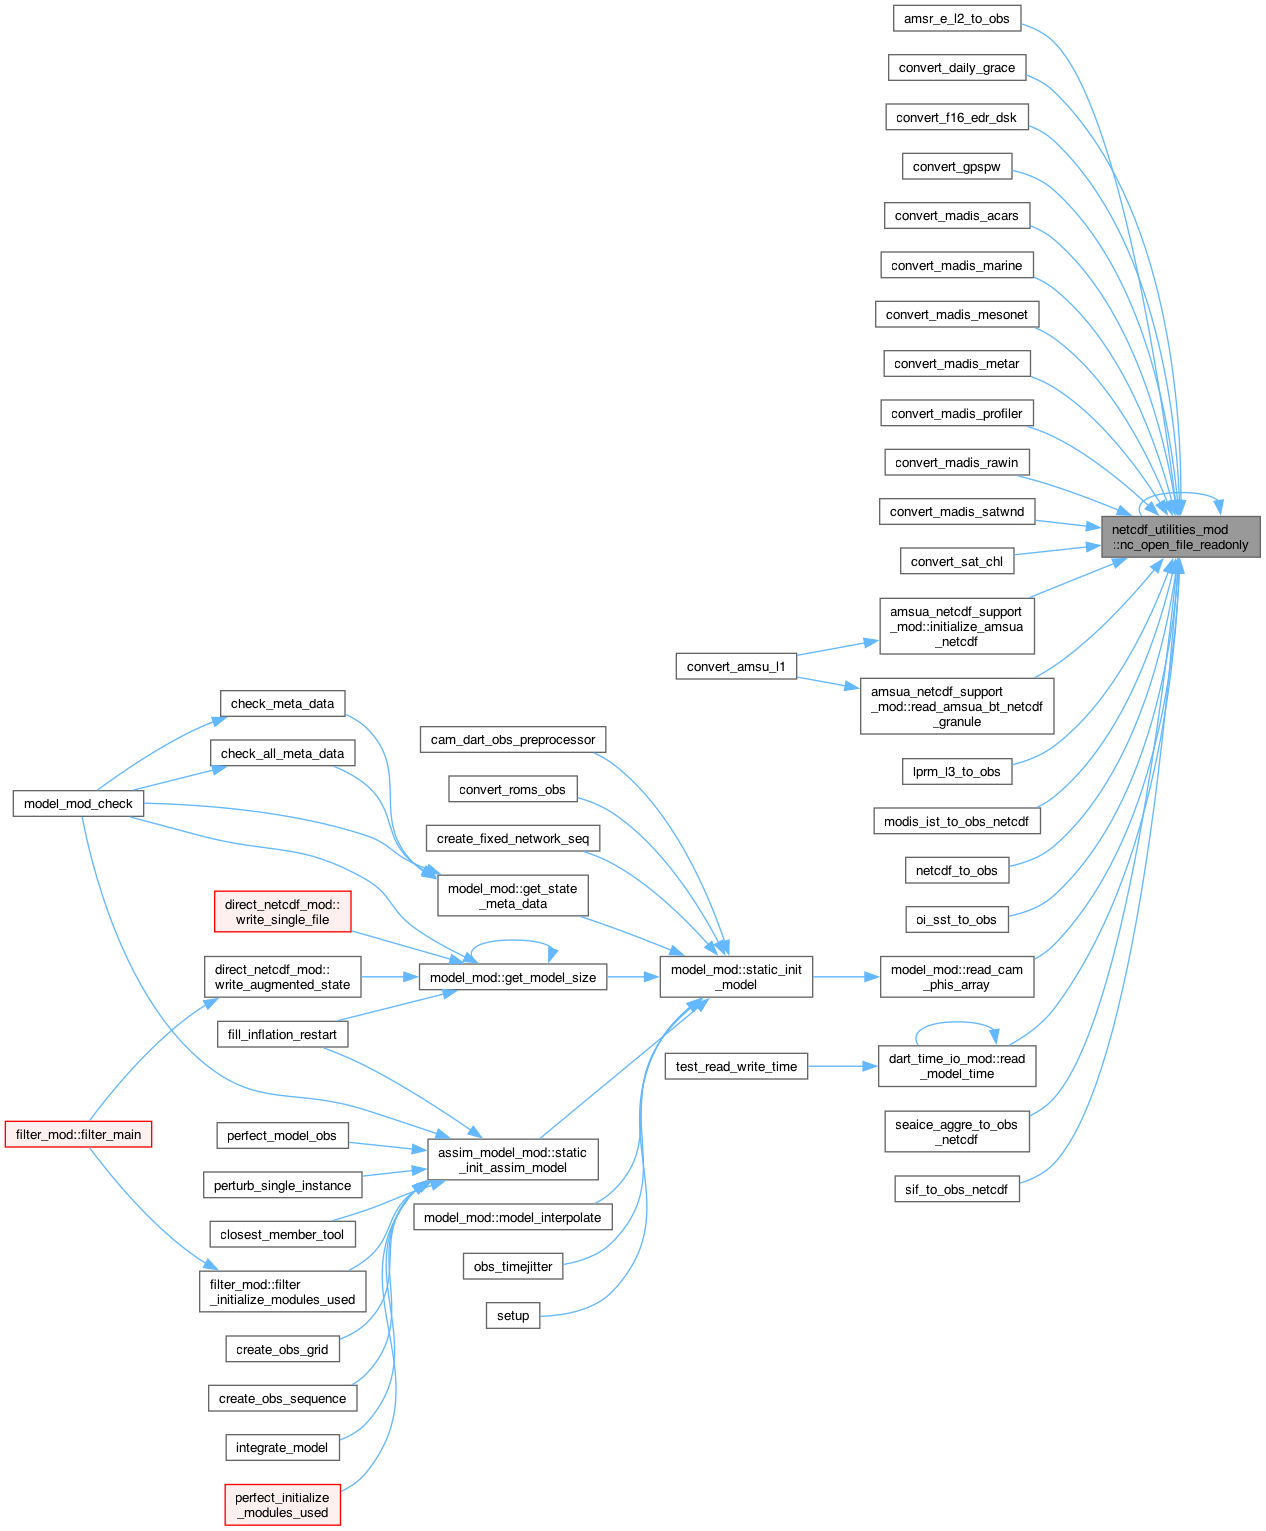 amsr_e_l2_to_obs
convert_daily_grace
convert_f16_edr_dsk
convert_gpspw
convert_madis_acars
convert_madis_marine
convert_madis_mesonet
convert_madis_metar
convert_madis_profiler
convert_madis_rawin
convert_madis_satwnd
netcdf_utilities_mod
::nc_open_file_readonly
convert_sat_chl
amsua_netcdf_support
_mod::initialize_amsua
_netcdf
convert_amsu_l1
amsua_netcdf_support
_mod::read_amsua_bt_netcdf
_granule
check_meta_data
cam_dart_obs_preprocessor
check_all_meta_data
lprm_l3_to_obs
convert_roms_obs
model_mod_check
modis_ist_to_obs_netcdf
create_fixed_network_seq
netcdf_to_obs
model_mod::get_state
_meta_data
direct_netcdf_mod::
write_single_file
oi_sst_to_obs
direct_netcdf_mod::
write_augmented_state
model_mod::get_model_size
model_mod::static_init
_model
model_mod::read_cam
_phis_array
fill_inflation_restart
test_read_write_time
dart_time_io_mod::read
_model_time
filter_mod::filter_main
perfect_model_obs
seaice_aggre_to_obs
_netcdf
assim_model_mod::static
_init_assim_model
perturb_single_instance
sif_to_obs_netcdf
closest_member_tool
model_mod::model_interpolate
obs_timejitter
filter_mod::filter
_initialize_modules_used
setup
create_obs_grid
create_obs_sequence
integrate_model
perfect_initialize
_modules_used